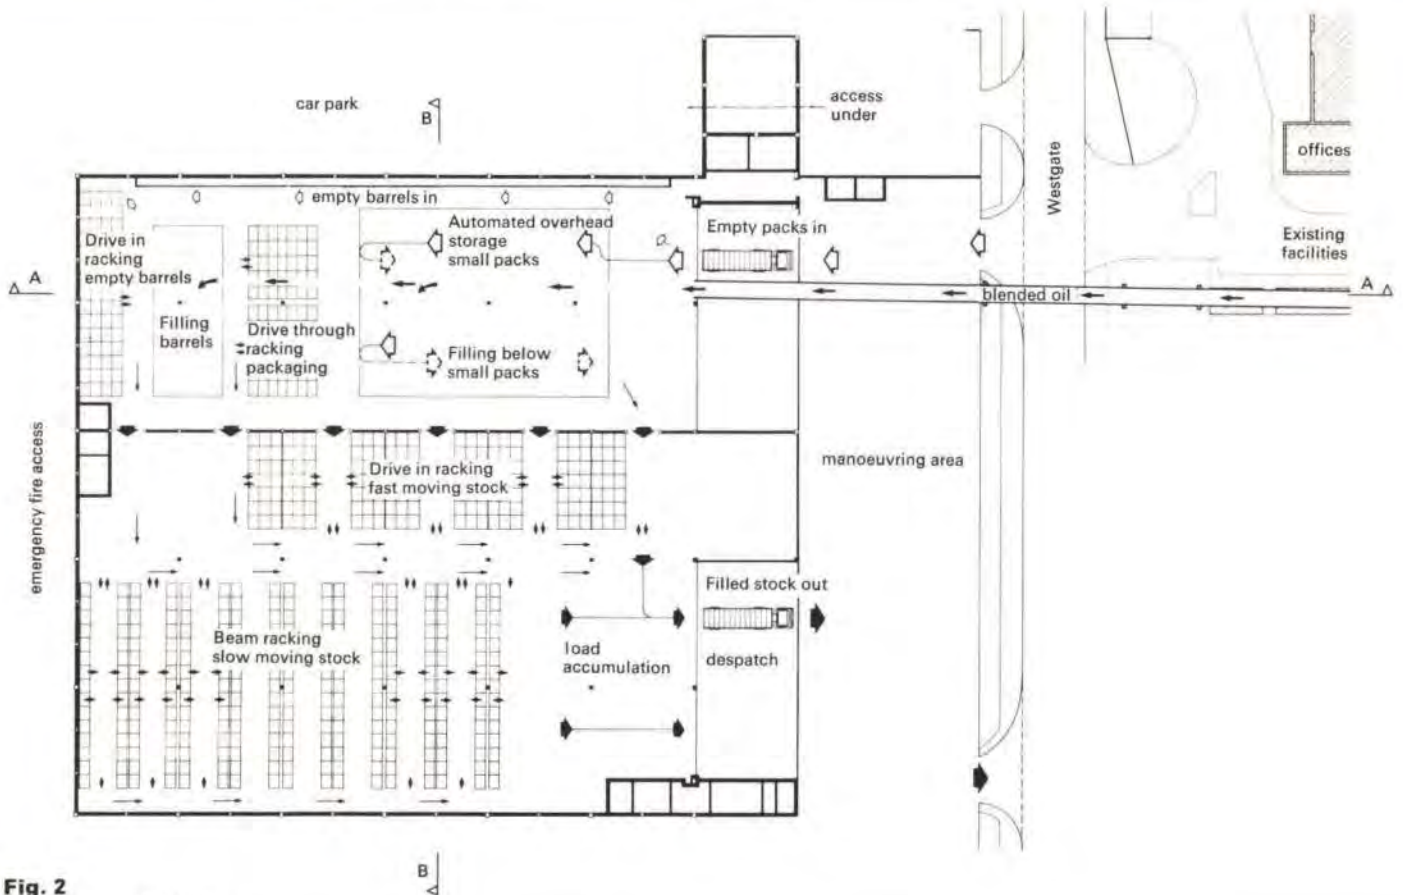 car park
B
access
under
Westgate
offices
empty barrels in
Drive in
racking
empty barrels
Automated overhead
storage
small packs
Empty packs in
Existing
facilities
A
A
blended oil
Filling
barrels
Drive through
racking
packaging
Filling below
small packs
emergency fire access
Drive in racking
fast moving stock
manoeuvring area
Filled stock out
Beam racking
slow moving stock
load
accumulation
despatch
B
Fig. 2